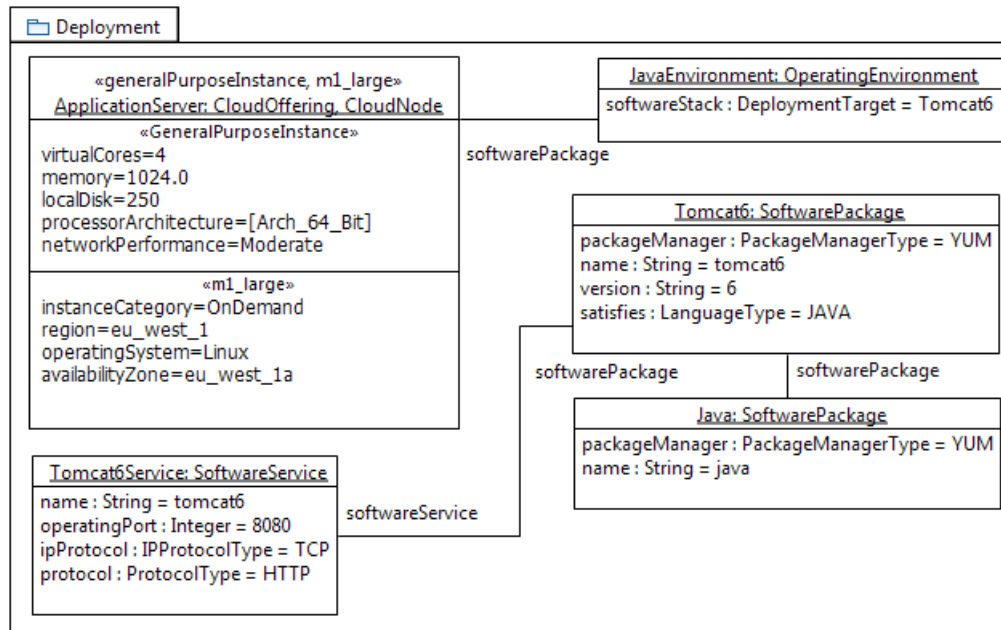 Deployment
«generalPurposeInstance, m1_large»
ApplicationServer: CloudOffering, CloudNode
«GeneralPurposeInstance»
virtualCores=4
memory=1024.0
localDisk=250
processorArchitecture=[Arch_64_Bit]
networkPerformance=Moderate
«m1_large»
instanceCategory=OnDemand
region=eu_west_1
operatingSystem=Linux
availabilityZone=eu_west_1a
softwarePackage
JavaEnvironment: OperatingEnvironment
softwareStack : DeploymentTarget = Tomcat6
Tomcat6: SoftwarePackage
packageManager : PackageManagerType = YUM
name : String = tomcat6
version : String = 6
satisfies : LanguageType = JAVA
softwarePackage
softwarePackage
Java: SoftwarePackage
packageManager : PackageManagerType = YUM
name : String = java
Tomcat6Service: SoftwareService
name : String = tomcat6
operatingPort : Integer = 8080
ipProtocol : IPProtocolType = TCP
protocol : ProtocolType = HTTP
softwareService